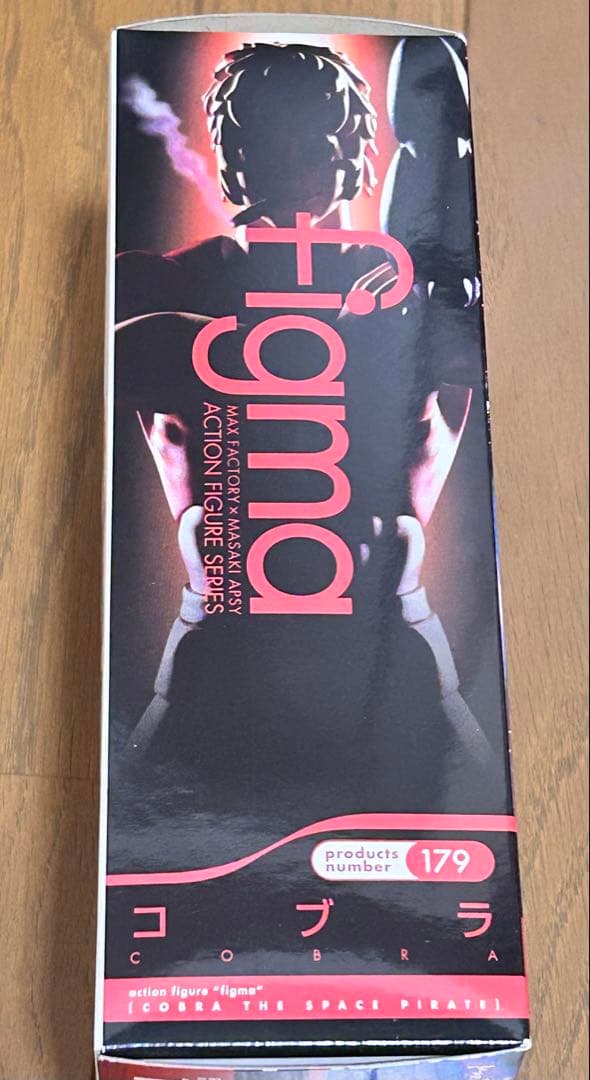 figma
MAX FACTORY × MASAKI APSY
ACTION FIGURE SERIES
products
number
179
コブラ
COBRA
action figure "figma"
[COBRA THE SPACE PIRATE]